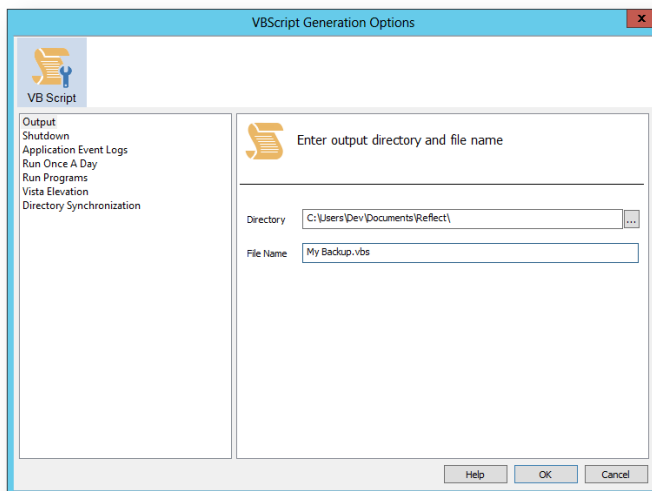 VBScript Generation Options
x
VB Script
Output
Shutdown
Application Event Logs
Run Once A Day
Run Programs
Vista Elevation
Directory Synchronization
Enter output directory and file name
Directory C:\Users\Dev\Documents\Reflect\ ...
File Name My Backup.vbs
Help OK Cancel